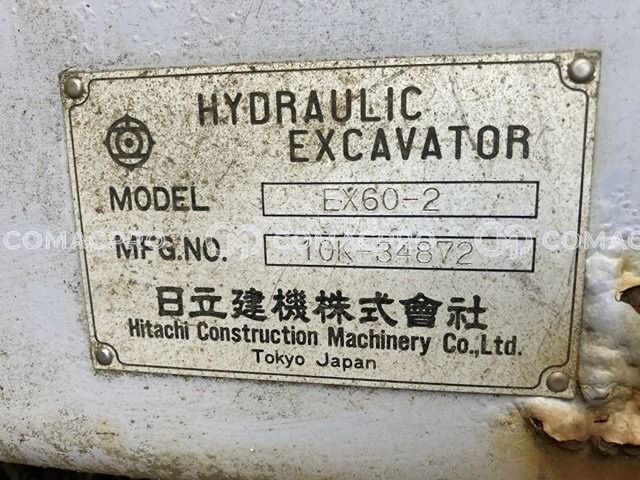 HYDRAULIC
EXCAVATOR
MODEL EX60-2
MFG.NO. 10K-34872
日立建機株式會社
Hitachi Construction Machinery Co.,Ltd.
Tokyo Japan